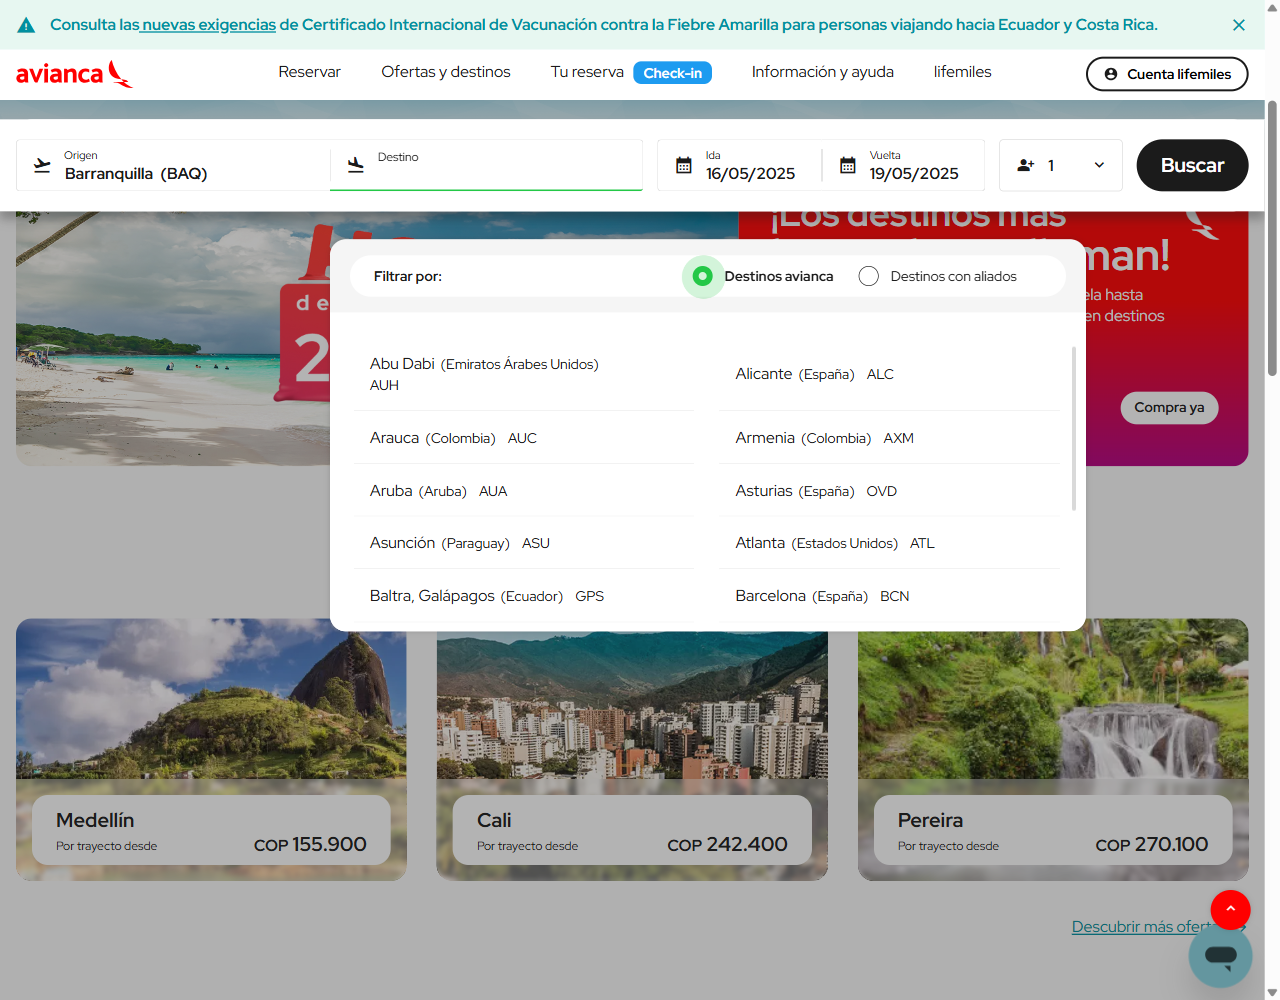 Consulta las nuevas exigencias de Certificado Internacional de Vacunación contra la Fiebre Amarilla para personas viajando hacia Ecuador y Costa Rica.
avianca
Reservar
Ofertas y destinos
Tu reserva
Check-in
Información y ayuda
lifemiles
Cuenta lifemiles
Origen
Barranquilla (BAQ)
Destino
Ida
16/05/2025
Vuelta
19/05/2025
1
Buscar
¡Los destinos más
man!
de
2
ela hasta
en destinos
Compra ya
Filtrar por:
Destinos avianca
Destinos con aliados
Abu Dabi (Emiratos Árabes Unidos)
AUH
Alicante (España) ALC
Arauca (Colombia) AUC
Armenia (Colombia) AXM
Aruba (Aruba) AUA
Asturias (España) OVD
Asunción (Paraguay) ASU
Atlanta (Estados Unidos) ATL
Baltra, Galápagos (Ecuador) GPS
Barcelona (España) BCN
Medellín
Por trayecto desde
COP 155.900
Cali
Por trayecto desde
COP 242.400
Pereira
Por trayecto desde
COP 270.100
Descubrir más ofert